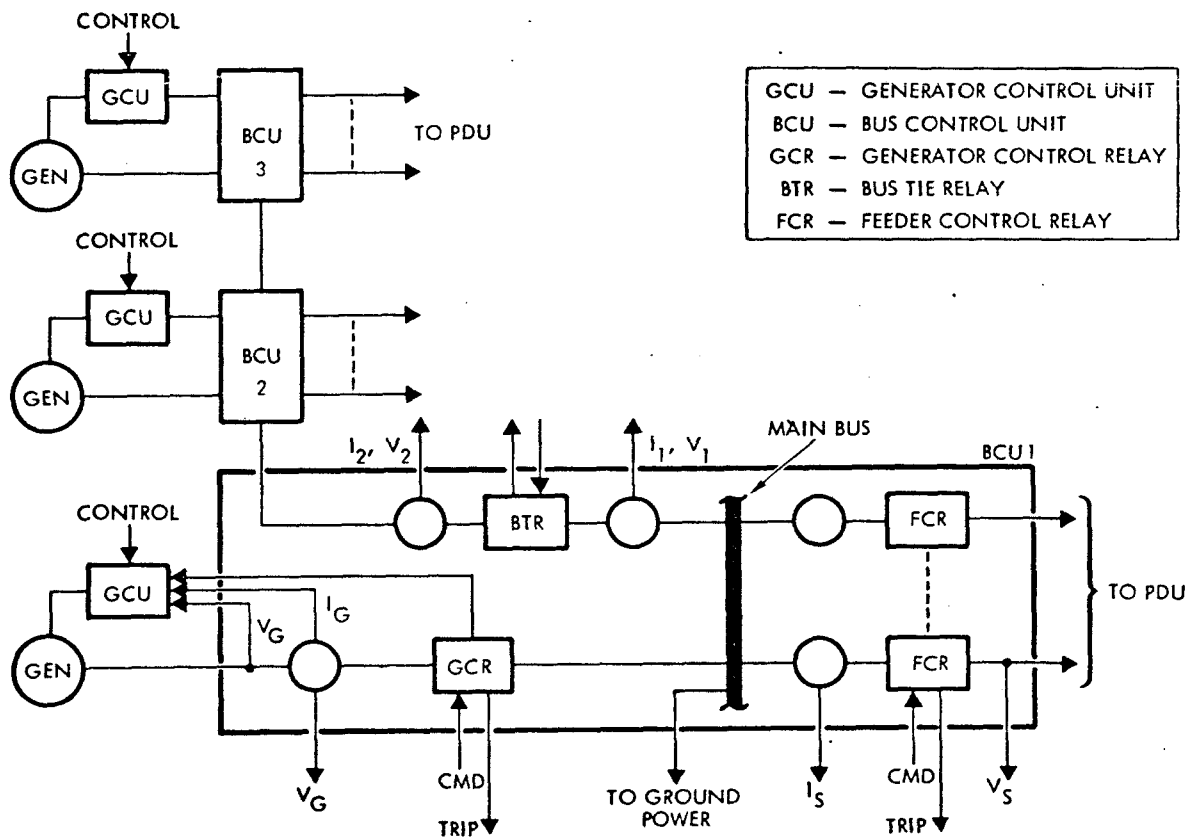 CONTROL
GCU
GEN
BCU
3
TO PDU
GCU — GENERATOR CONTROL UNIT
BCU — BUS CONTROL UNIT
GCR — GENERATOR CONTROL RELAY
BTR — BUS TIE RELAY
FCR — FEEDER CONTROL RELAY
CONTROL
GCU
GEN
BCU
2
I2, V2
I1, V1
MAIN BUS
BCU 1
BTR
FCR
CONTROL
GCU
GEN
IG
VG
GCR
FCR
TO PDU
VG
CMD
TRIP
TO GROUND
POWER
IS
CMD
TRIP
VS